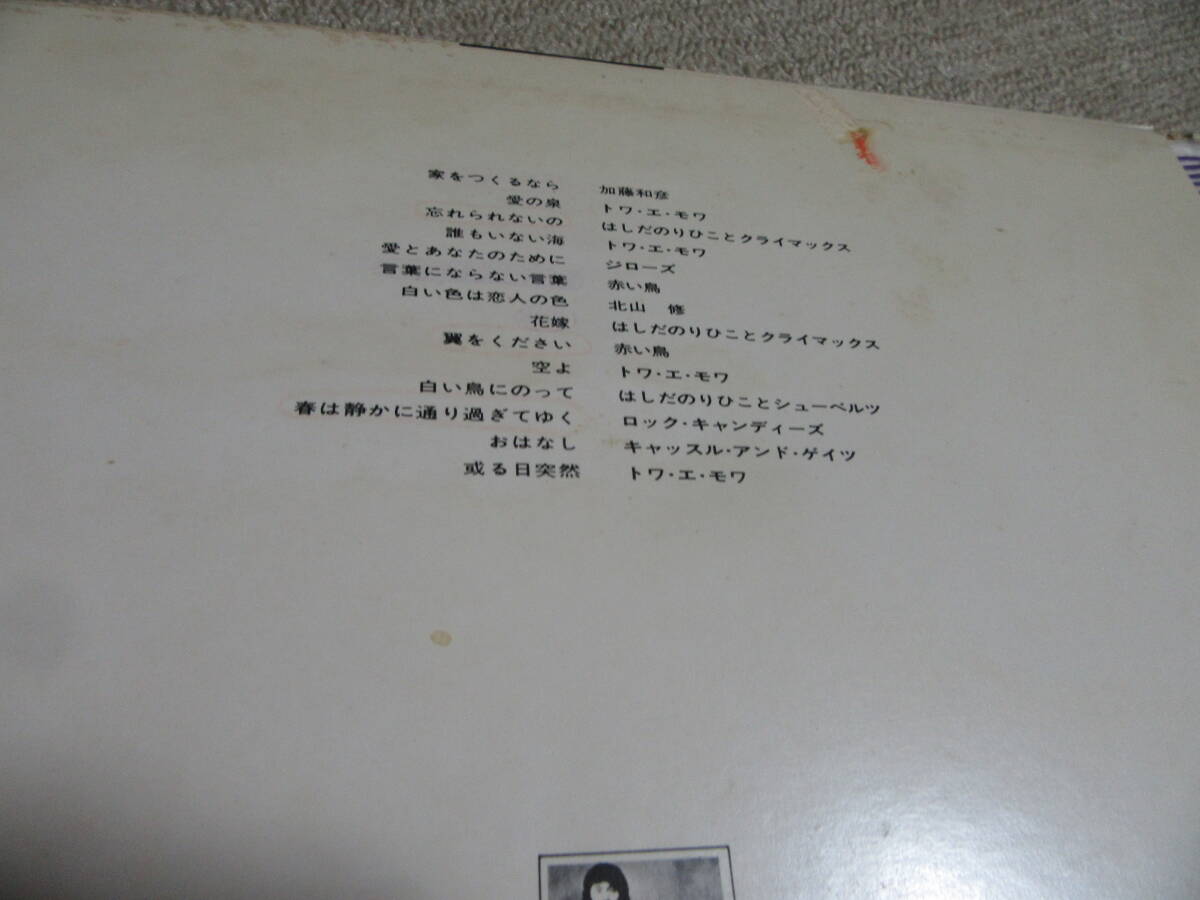 家をつくるなら 加藤和彦
愛の泉 トワ・エ・モワ
忘れられないの はしだのりひことクライマックス
誰もいない海 トワ・エ・モワ
愛とあなたのために ジローズ
言葉にならない言葉 赤い鳥
白い色は恋人の色 北山 修
花嫁 はしだのりひことクライマックス
翼をください 赤い鳥
空よ トワ・エ・モワ
白い鳥にのって はしだのりひことシューベルツ
春は静かに通り過ぎてゆく ロック・キャンディーズ
おはなし キャッスル・アンド・ゲイツ
或る日突然 トワ・エ・モワ